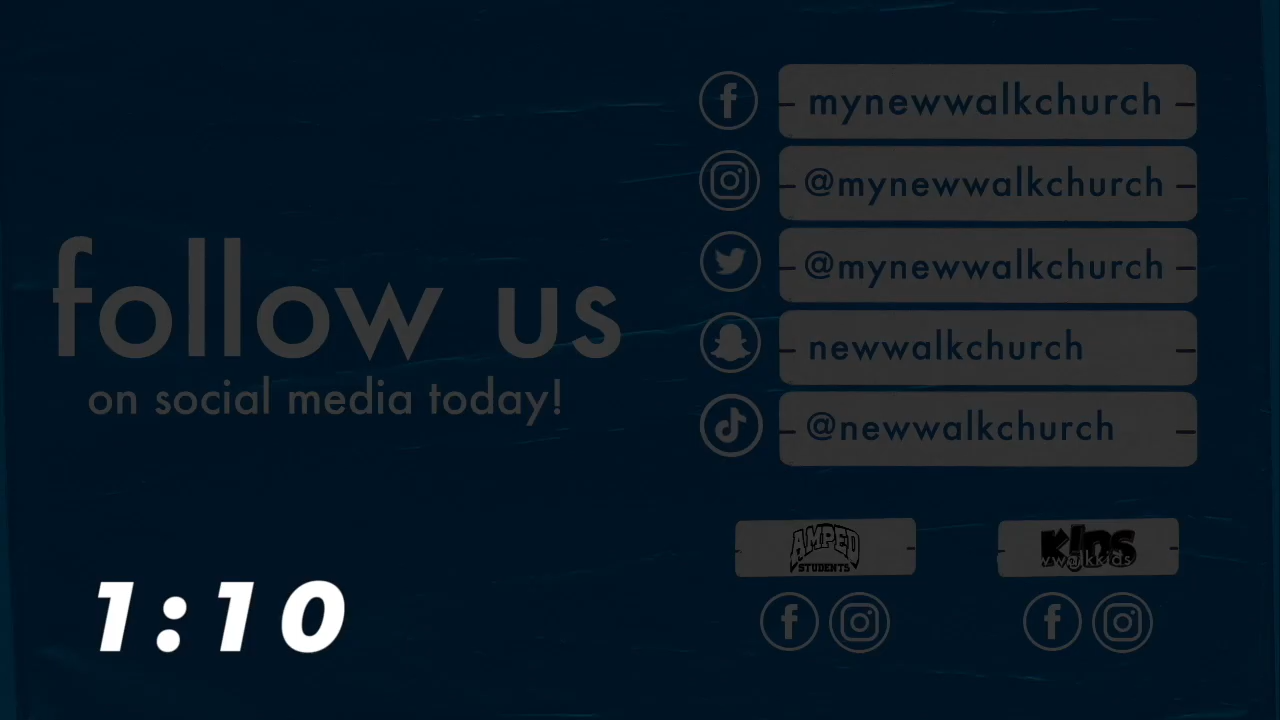 follow us
on social media today!
mynewwalkchurch
@mynewwalkchurch
@mynewwalkchurch
newwalkchurch
@newwalkchurch
AMPED
STUDENTS
KIDS
1:10